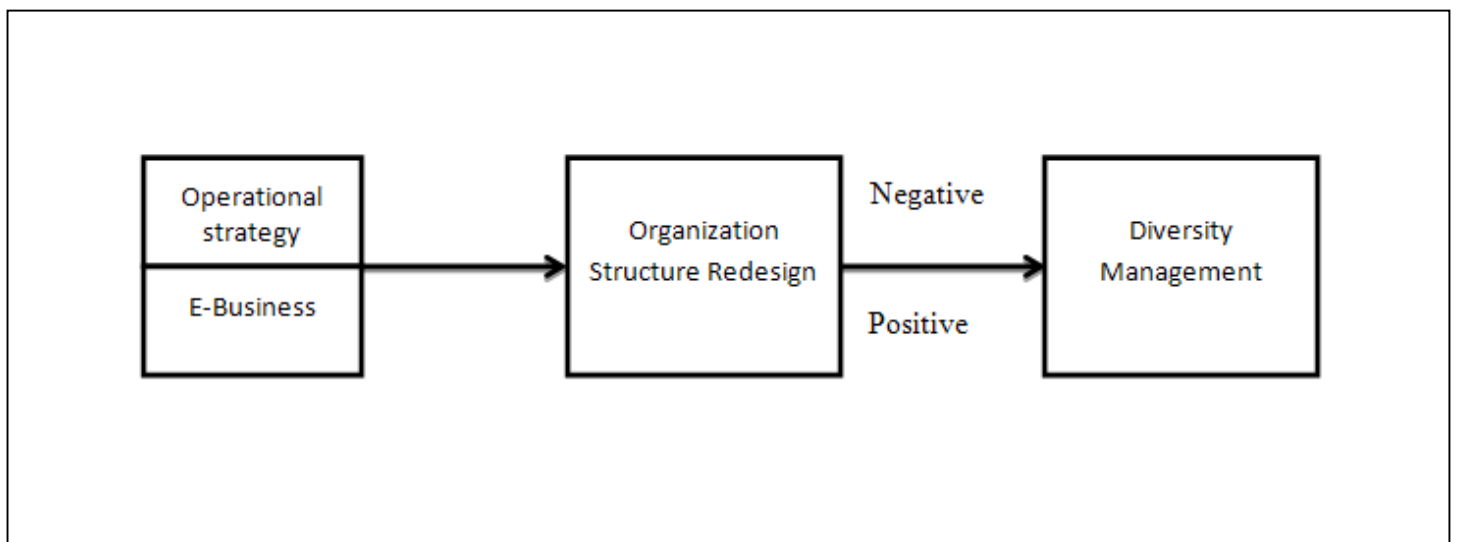 Operational
strategy
E-Business
Organization
Structure Redesign
Negative
Positive
Diversity
Management